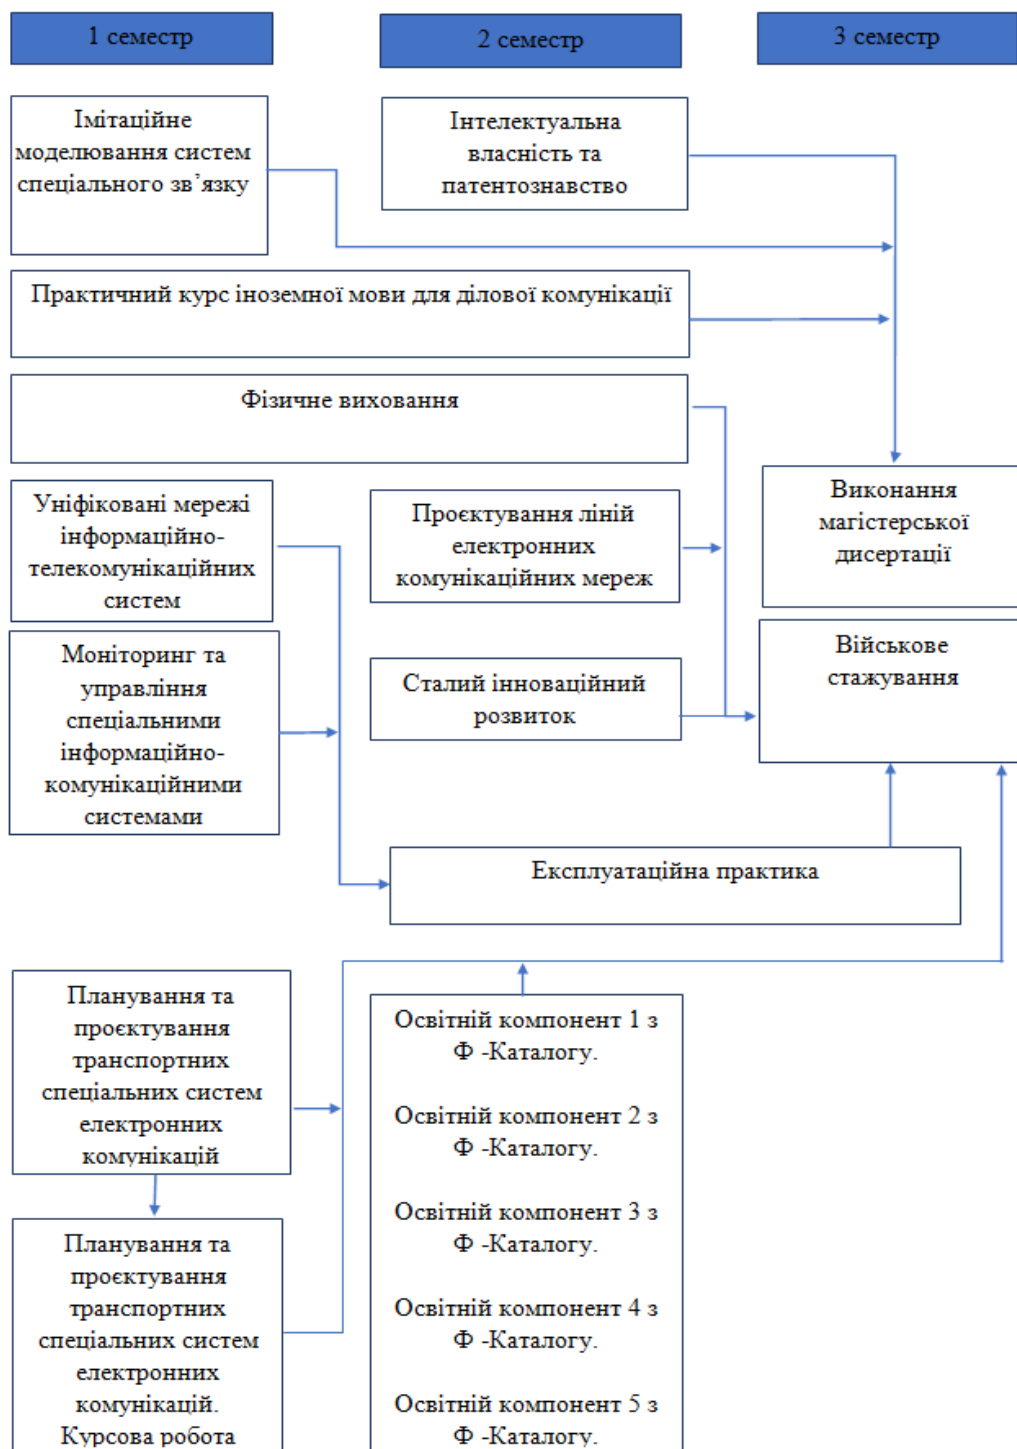 1 семестр
2 семестр
3 семестр
Імітаційне
моделювання систем
спеціального зв’язку
Інтелектуальна
власність та
патентознавство
Практичний курс іноземної мови для ділової комунікації
Фізичне виховання
Уніфіковані мережі
інформаційно-
телекомунікаційних
систем
Проєктування ліній
електронних
комунікаційних мереж
Виконання
магістерської
дисертації
Моніторинг та
управління
спеціальними
інформаційно-
комунікаційними
системами
Сталий інноваційний
розвиток
Військове
стажування
Експлуатаційна практика
Планування та
проєктування
транспортних
спеціальних систем
електронних
комунікацій
Освітній компонент 1 з
Ф -Каталогу.
Освітній компонент 2 з
Ф -Каталогу.
Освітній компонент 3 з
Ф -Каталогу.
Освітній компонент 4 з
Ф -Каталогу.
Освітній компонент 5 з
Ф -Каталогу.
Планування та
проєктування
транспортних
спеціальних систем
електронних
комунікацій.
Курсова робота